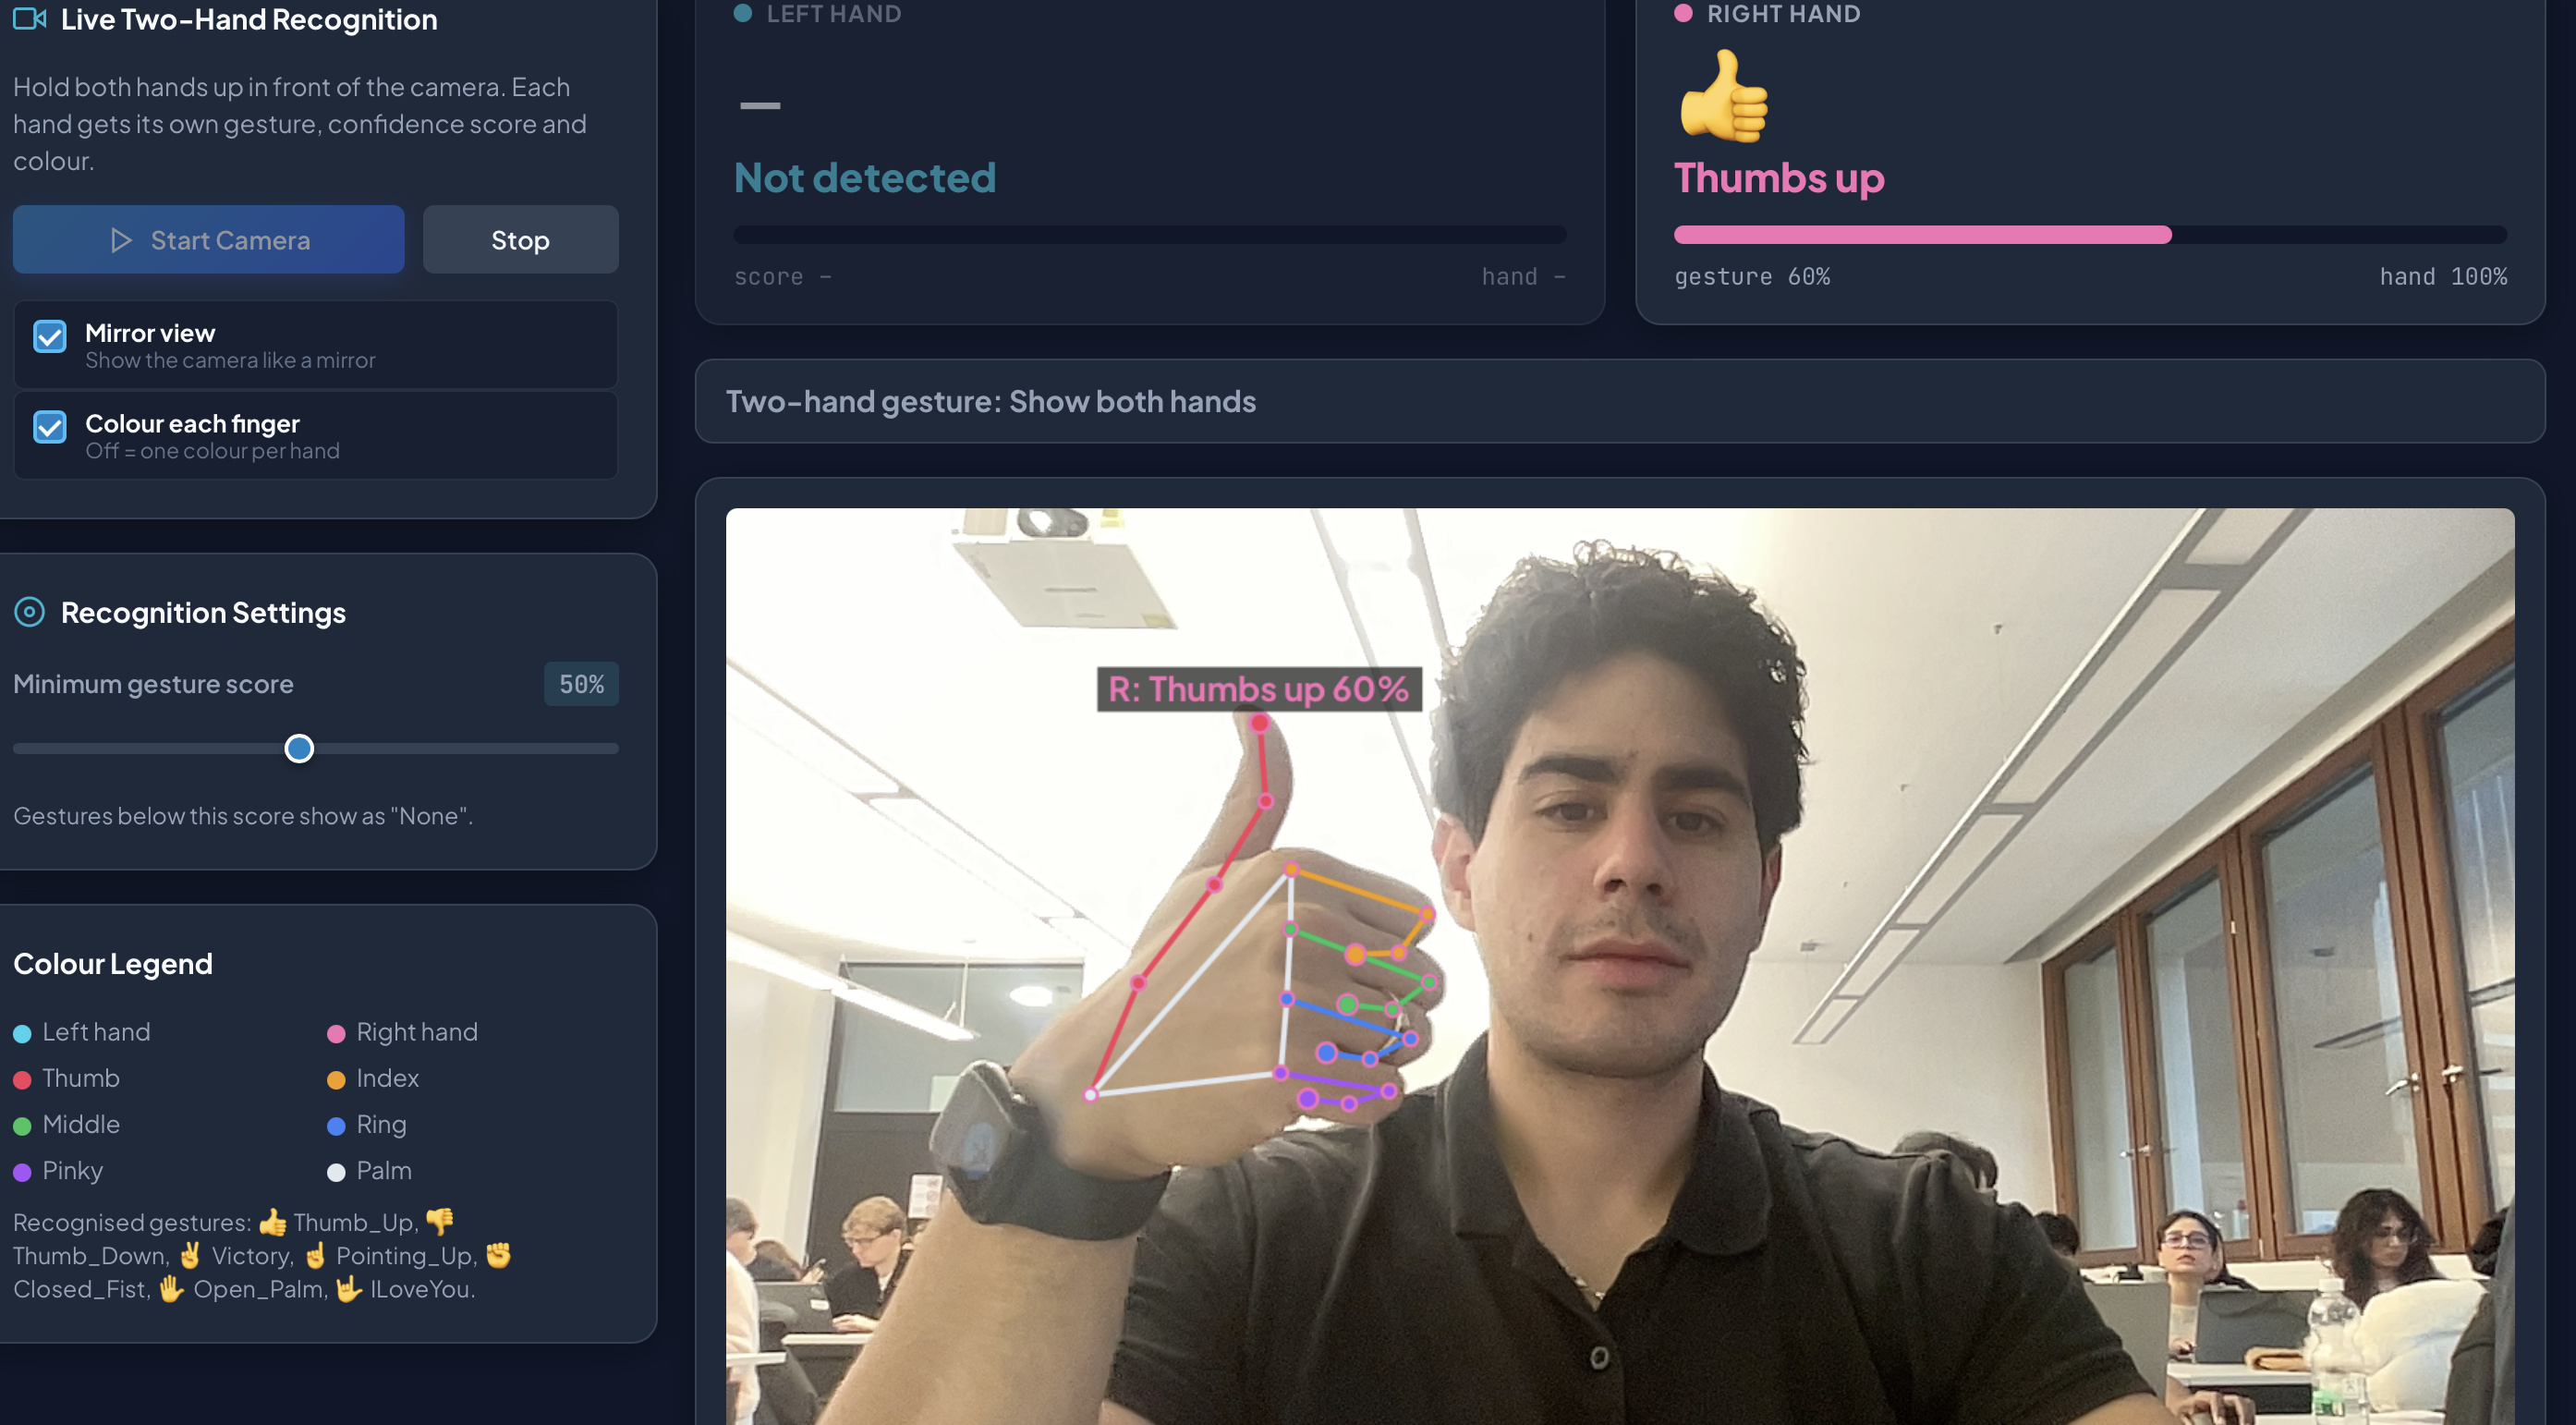 Live Two-Hand Recognition
Hold both hands up in front of the camera. Each
hand gets its own gesture, confidence score and
colour.
Start Camera
Stop
Mirror view
Show the camera like a mirror
Colour each finger
Off = one colour per hand
Recognition Settings
Minimum gesture score
50%
Gestures below this score show as "None".
Colour Legend
Left hand
Right hand
Thumb
Index
Middle
Ring
Pinky
Palm
Recognised gestures: 👍 Thumb_Up, 👎
Thumb_Down, ✌️ Victory, ☝️ Pointing_Up, ✊
Closed_Fist, 🖐️ Open_Palm, 🤟 ILoveYou.
LEFT HAND
—
Not detected
score –
hand –
RIGHT HAND
👍
Thumbs up
gesture 60%
hand 100%
Two-hand gesture: Show both hands
R: Thumbs up 60%